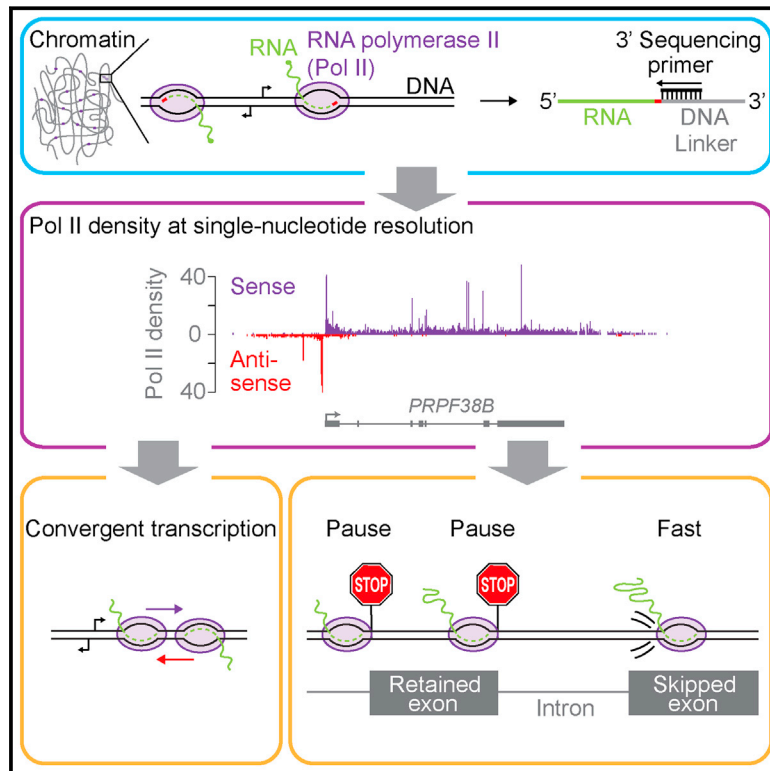 Chromatin
RNA
RNA polymerase II
(Pol II)
DNA
3’ Sequencing
primer
5’
3’
RNA
DNA
Linker
Pol II density at single-nucleotide resolution
Pol II density
40
0
40
Sense
Anti-
sense
PRPF38B
Convergent transcription
Pause
Pause
Fast
STOP
STOP
Retained
exon
Intron
Skipped
exon